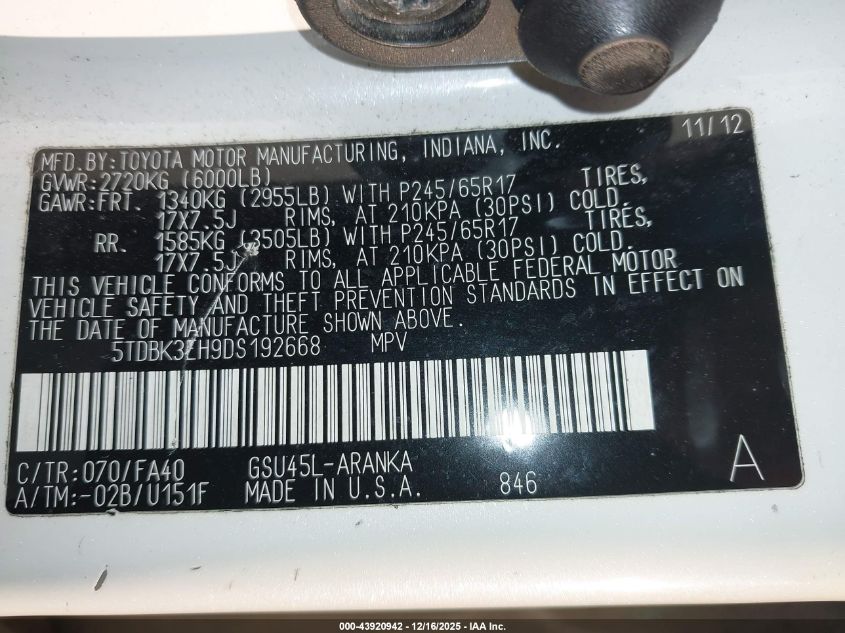 11/12
MFD.BY:TOYOTA MOTOR MANUFACTURING, INDIANA, INC.
GVWR:2720KG (6000LB)
GAWR:FRT. 1340KG (2955LB) WITH P245/65R17 TIRES,
17X7.5J RIMS, AT 210KPA (30PSI) COLD.
RR. 1585KG (3505LB) WITH P245/65R17 TIRES,
17X7.5J RIMS, AT 210KPA (30PSI) COLD.
THIS VEHICLE CONFORMS TO ALL APPLICABLE FEDERAL MOTOR
VEHICLE SAFETY AND THEFT PREVENTION STANDARDS IN EFFECT ON
THE DATE OF MANUFACTURE SHOWN ABOVE.
5TDBK3EH9DS192668 MPV
C/TR:070/FA40 GSU45L-ARANKA A
A/TM:-02B/U151F MADE IN U.S.A. 846
000-43920942 - 12/16/2025 - IAA Inc.